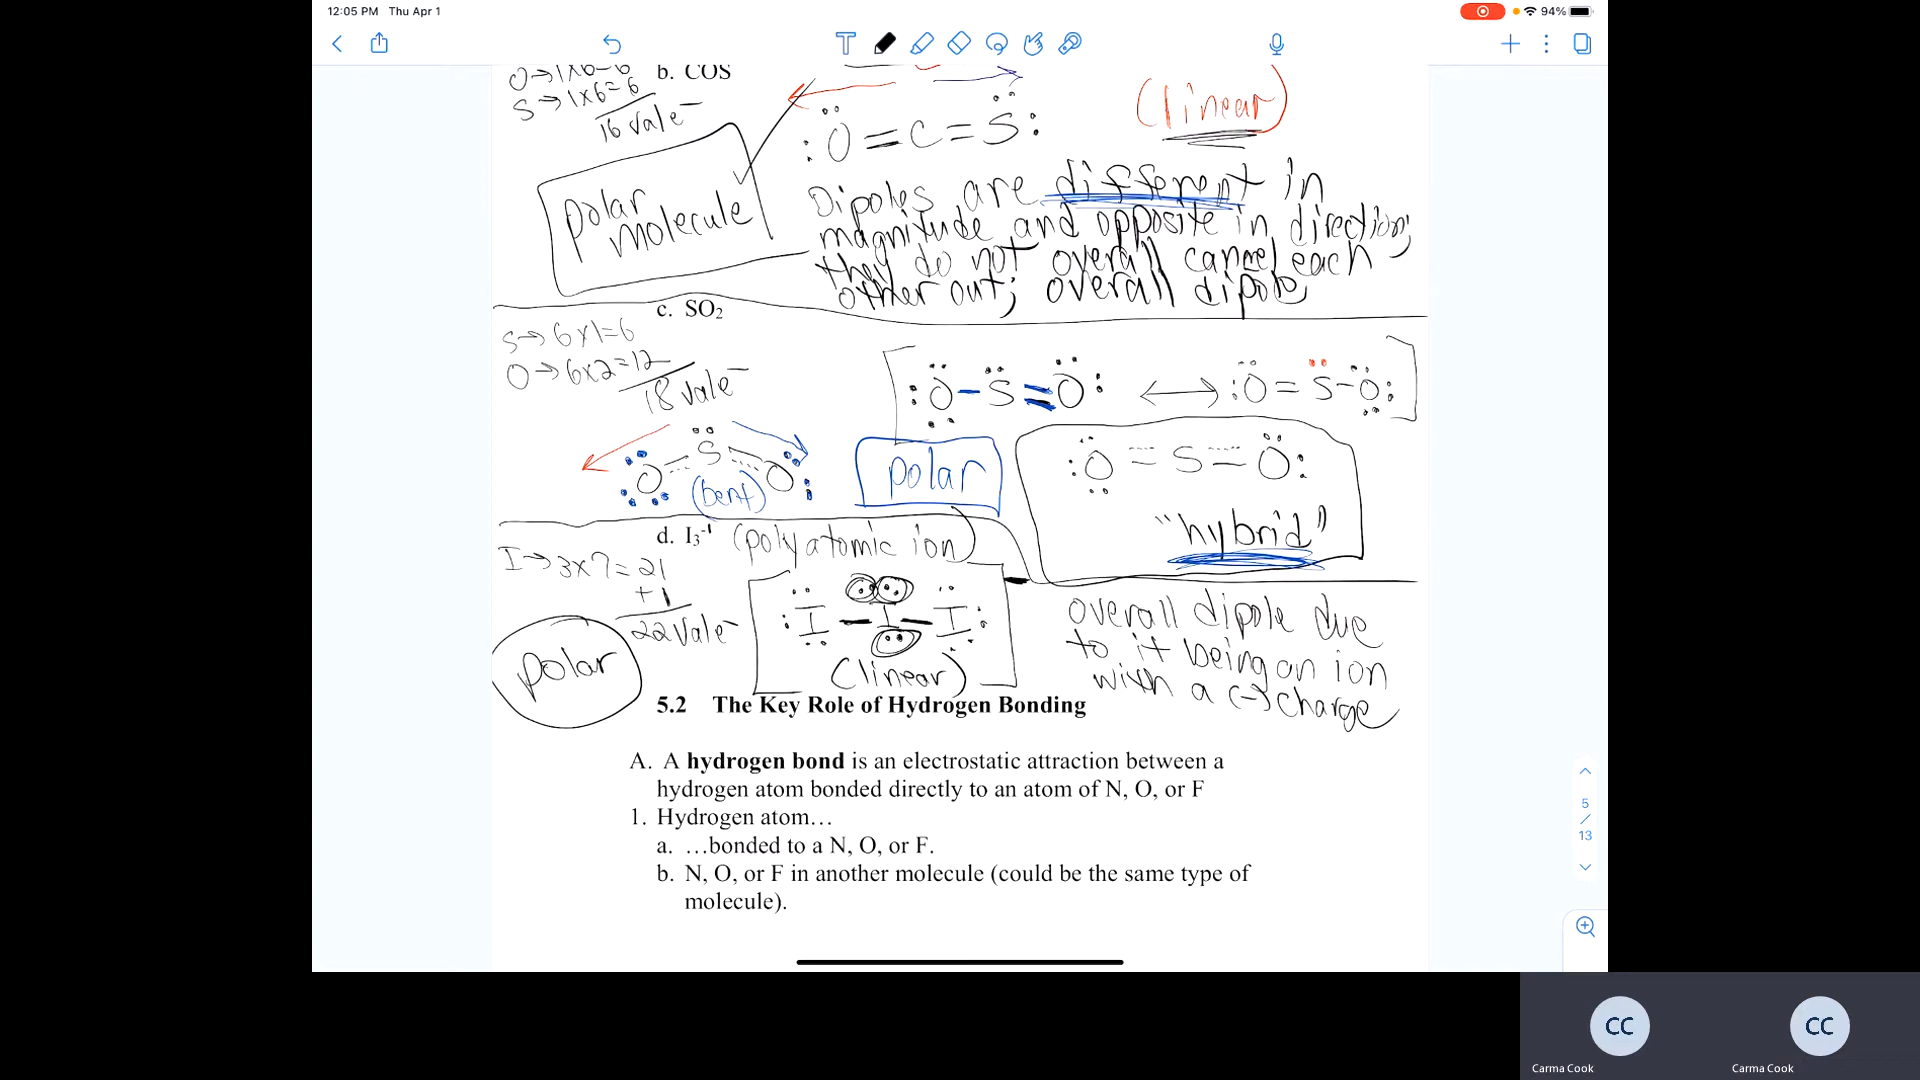 12:05 PM Thu Apr 1
94%
O→1x6=6
S→1x6=6
16 val e⁻
b. COS
:Ö=C=S̈:
(linear)
polar
molecule
Dipoles are different in
magnitude and opposite in direction;
they do not overall cancel each
other out; overall dipole
c. SO₂
S→6x1=6
O→6x2=12
18 val e⁻
:Ö-S̈=Ö: ↔ :Ö=S̈-Ö:
S
O O
(bent)
polar
:Ö=S=Ö:
"hybrid"
d. I₃⁻¹ (polyatomic ion)
I→3x7=21
+1
22 val e⁻
polar
:I-I-I:
(linear)
overall dipole due
to it being an ion
with a (-) charge
5.2 The Key Role of Hydrogen Bonding
A. A hydrogen bond is an electrostatic attraction between a
hydrogen atom bonded directly to an atom of N, O, or F
1. Hydrogen atom…
a. …bonded to a N, O, or F.
b. N, O, or F in another molecule (could be the same type of
molecule).
5
/
13
CC CC
Carma Cook Carma Cook